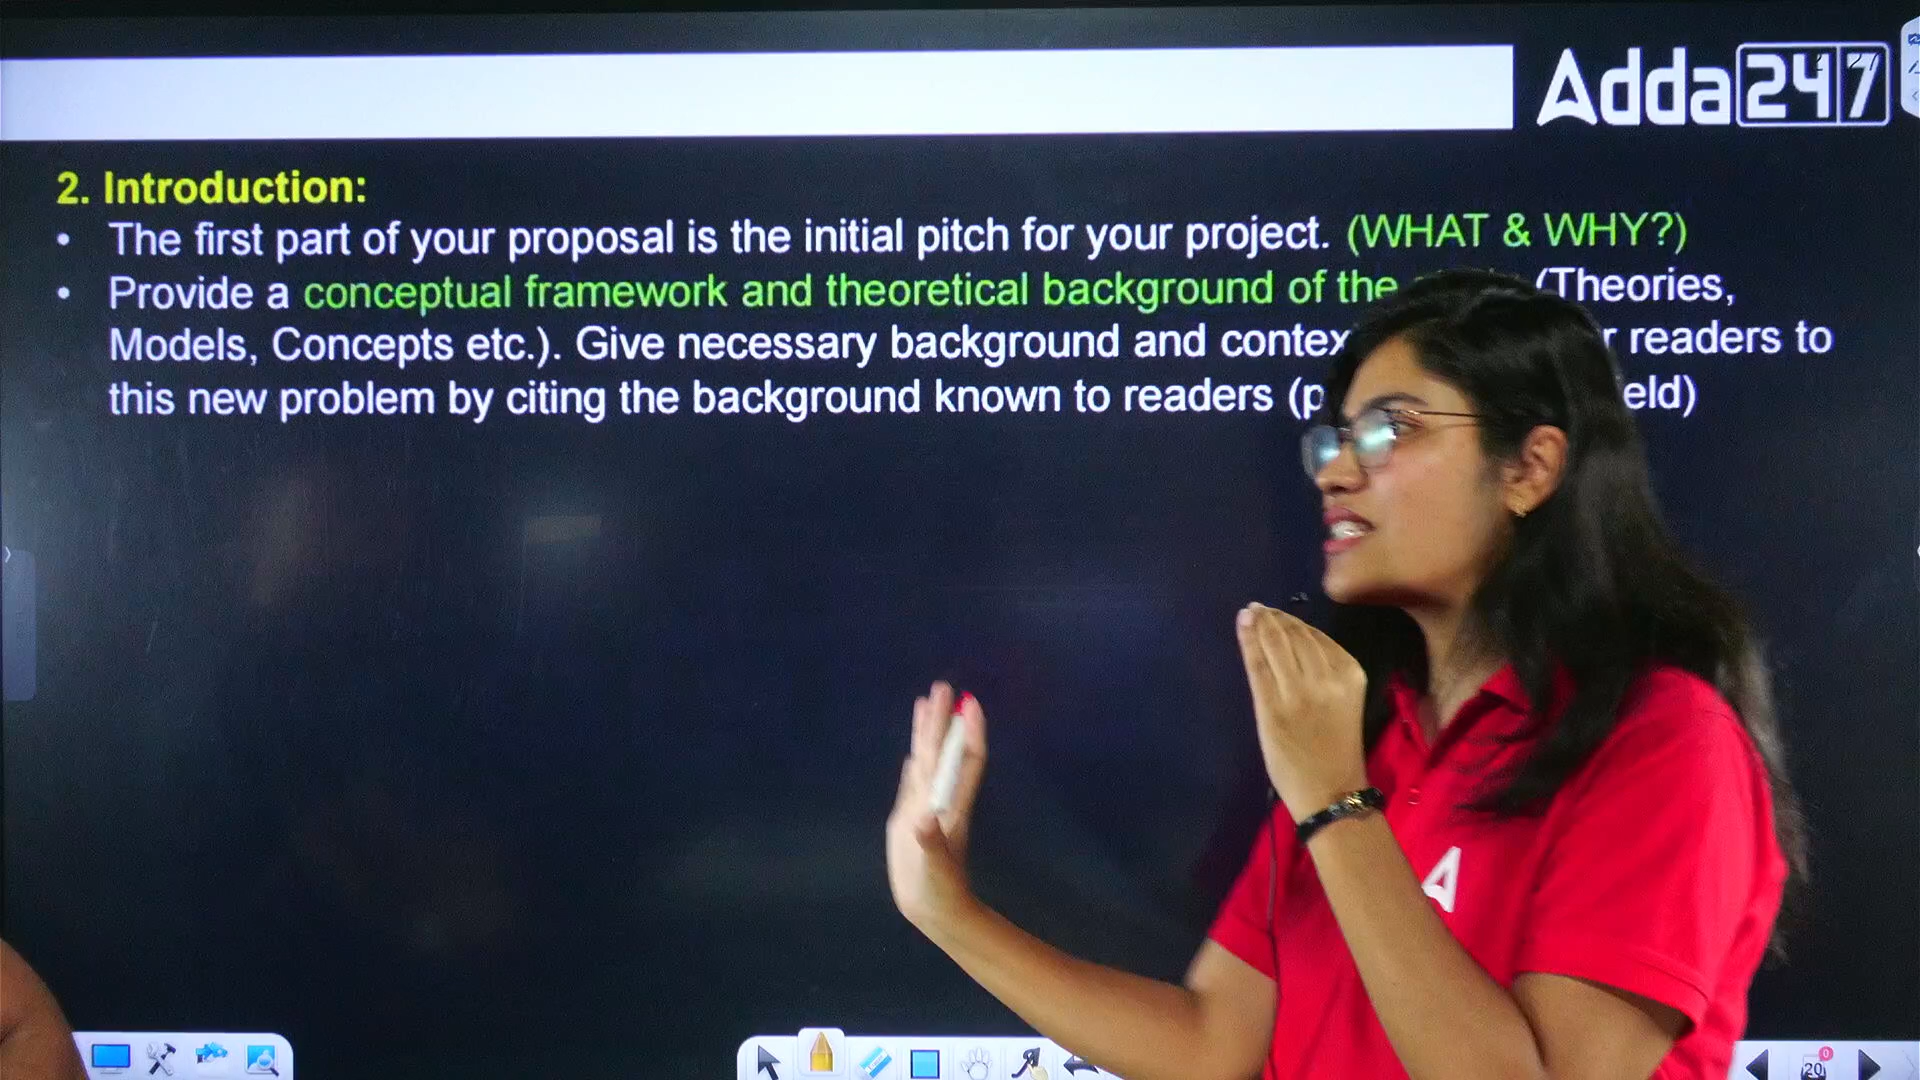 Adda247
2. Introduction:
• The first part of your proposal is the initial pitch for your project. (WHAT & WHY?)
• Provide a conceptual framework and theoretical background of the (Theories,
Models, Concepts etc.). Give necessary background and readers to
this new problem by citing the background known to readers
20
0